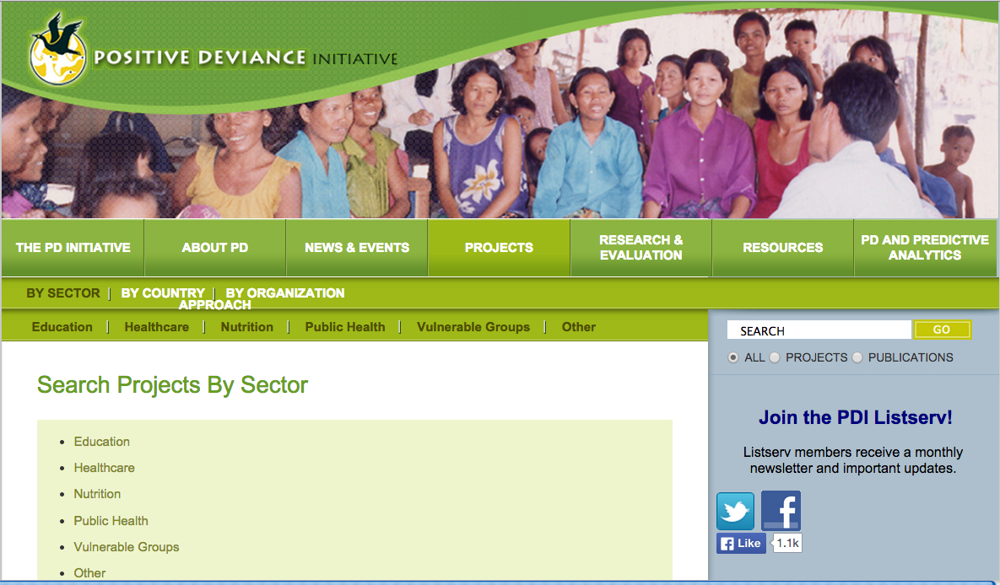 POSITIVE DEVIANCE INITIATIVE
THE PD INITIATIVE
ABOUT PD
NEWS & EVENTS
PROJECTS
RESEARCH &
EVALUATION
RESOURCES
PD AND PREDICTIVE
ANALYTICS
BY SECTOR | BY COUNTRY | BY ORGANIZATION
APPROACH
Education | Healthcare | Nutrition | Public Health | Vulnerable Groups | Other
SEARCH GO
ALL PROJECTS PUBLICATIONS
Search Projects By Sector
• Education
• Healthcare
• Nutrition
• Public Health
• Vulnerable Groups
• Other
Join the PDI Listserv!
Listserv members receive a monthly
newsletter and important updates.
Like 1.1k